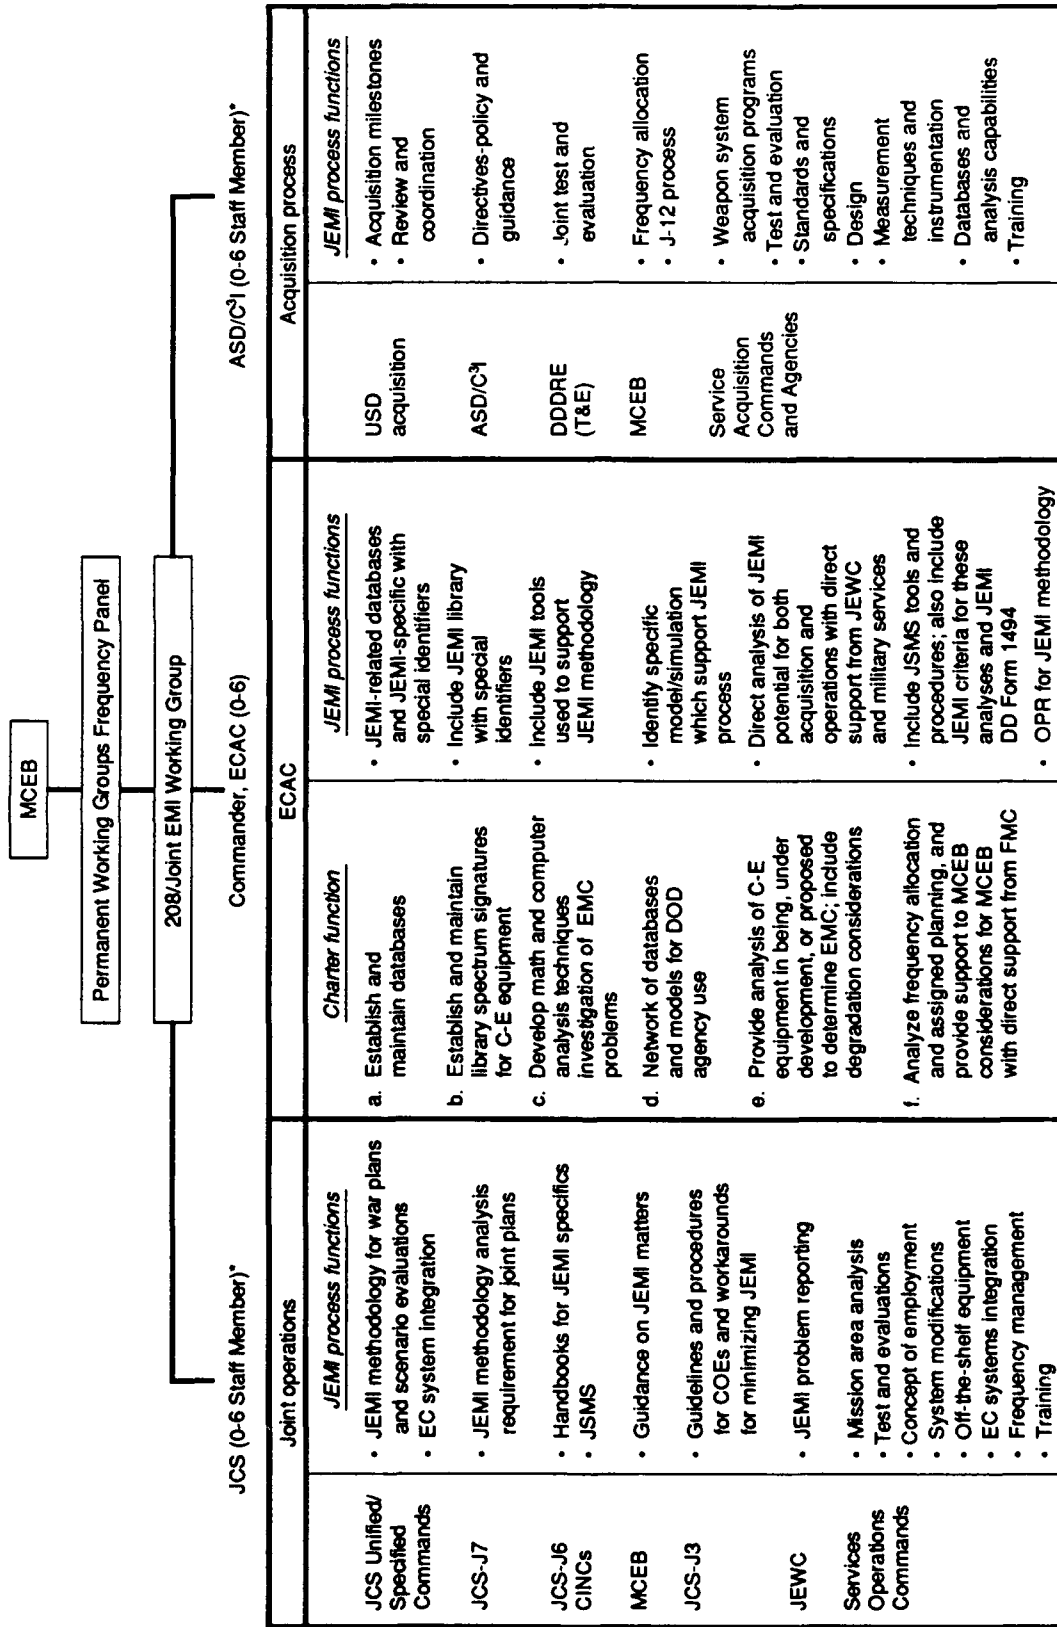 MCEB
Permanent Working Groups Frequency Panel
208/Joint EMI Working Group
JCS (0-6 Staff Member)*
Commander, ECAC (0-6)
ASD/C³I (0-6 Staff Member)*
Joint operations
JEMI process functions
JCS Unified/
Specified
Commands
• JEMI methodology for war plans
and scenario evaluations
• EC system integration
JCS-J7
• JEMI methodology analysis
requirement for joint plans
JCS-J6
CINCs
• Handbooks for JEMI specifics
• JSMS
MCEB
• Guidance on JEMI matters
JCS-J3
• Guidelines and procedures
for COEs and workarounds
for minimizing JEMI
JEWC
• JEMI problem reporting
Services
Operations
Commands
• Mission area analysis
• Test and evaluations
• Concept of employment
• System modifications
• Off-the-shelf equipment
• EC systems integration
• Frequency management
• Training
ECAC
Charter function
JEMI process functions
a. Establish and
maintain databases
• JEMI-related databases
and JEMI-specific with
special identifiers
b. Establish and maintain
library spectrum signatures
for C-E equipment
• Include JEMI library
with special
identifiers
c. Develop math and computer
analysis techniques
investigation of EMC
problems
• Include JEMI tools
used to support
JEMI methodology
d. Network of databases
and models for DOD
agency use
• Identify specific
model/simulation
which support JEMI
process
e. Provide analysis of C-E
equipment in being, under
development, or proposed
to determine EMC; include
degradation considerations
• Direct analysis of JEMI
potential for both
acquisition and
operations with direct
support from JEWC
and military services
f. Analyze frequency allocation
and assigned planning, and
provide support to MCEB
considerations for MCEB
with direct support from FMC
• Include JSMS tools and
procedures; also include
JEMI criteria for these
analyses and JEMI
DD Form 1494
• OPR for JEMI methodology
Acquisition process
JEMI process functions
USD
acquisition
• Acquisition milestones
• Review and
coordination
ASD/C³I
• Directives-policy and
guidance
DDDRE
(T&E)
• Joint test and
evaluation
MCEB
• Frequency allocation
• J-12 process
Service
Acquisition
Commands
and Agencies
• Weapon system
acquisition programs
• Test and evaluation
• Standards and
specifications
• Design
• Measurement
techniques and
instrumentation
• Databases and
analysis capabilities
• Training